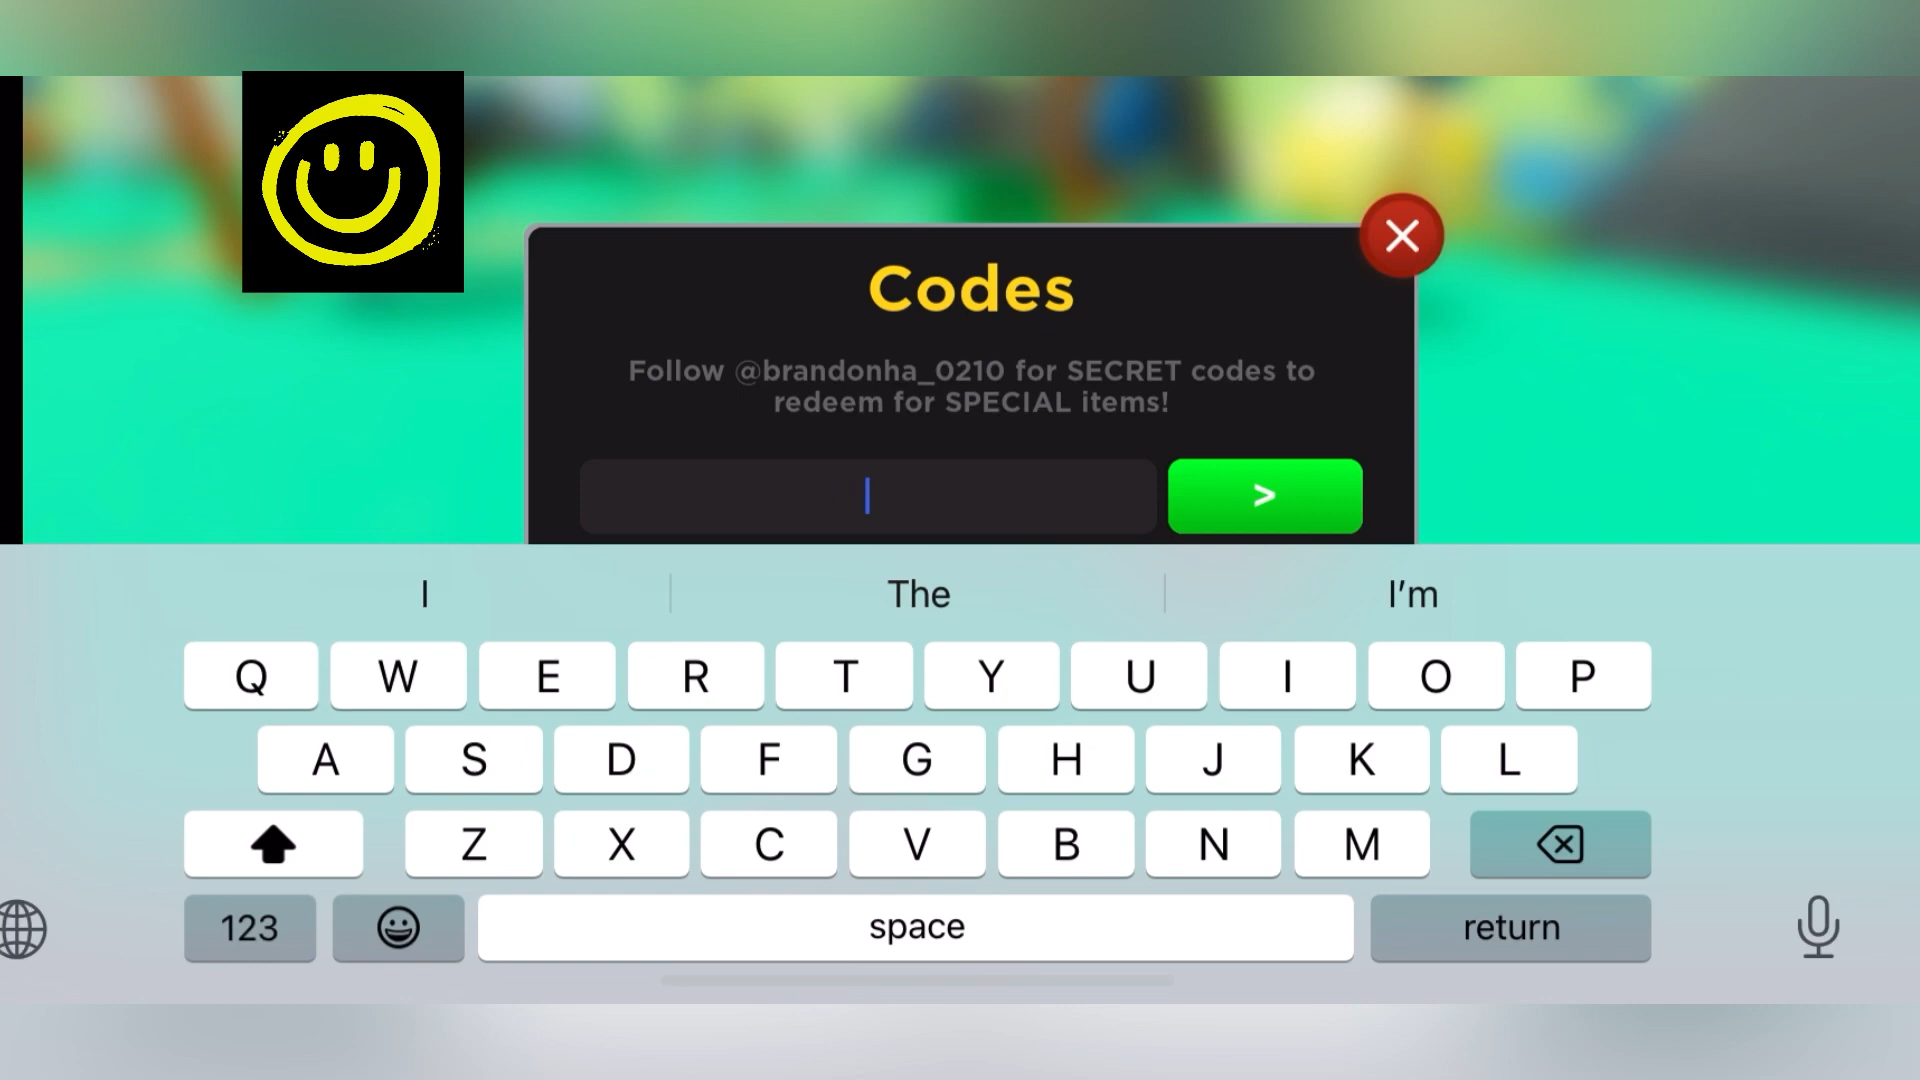 Codes
Follow @brandonha_0210 for SECRET codes to
redeem for SPECIAL items!
>
I The I'm
Q W E R T Y U I O P
A S D F G H J K L
Z X C V B N M
123 space return